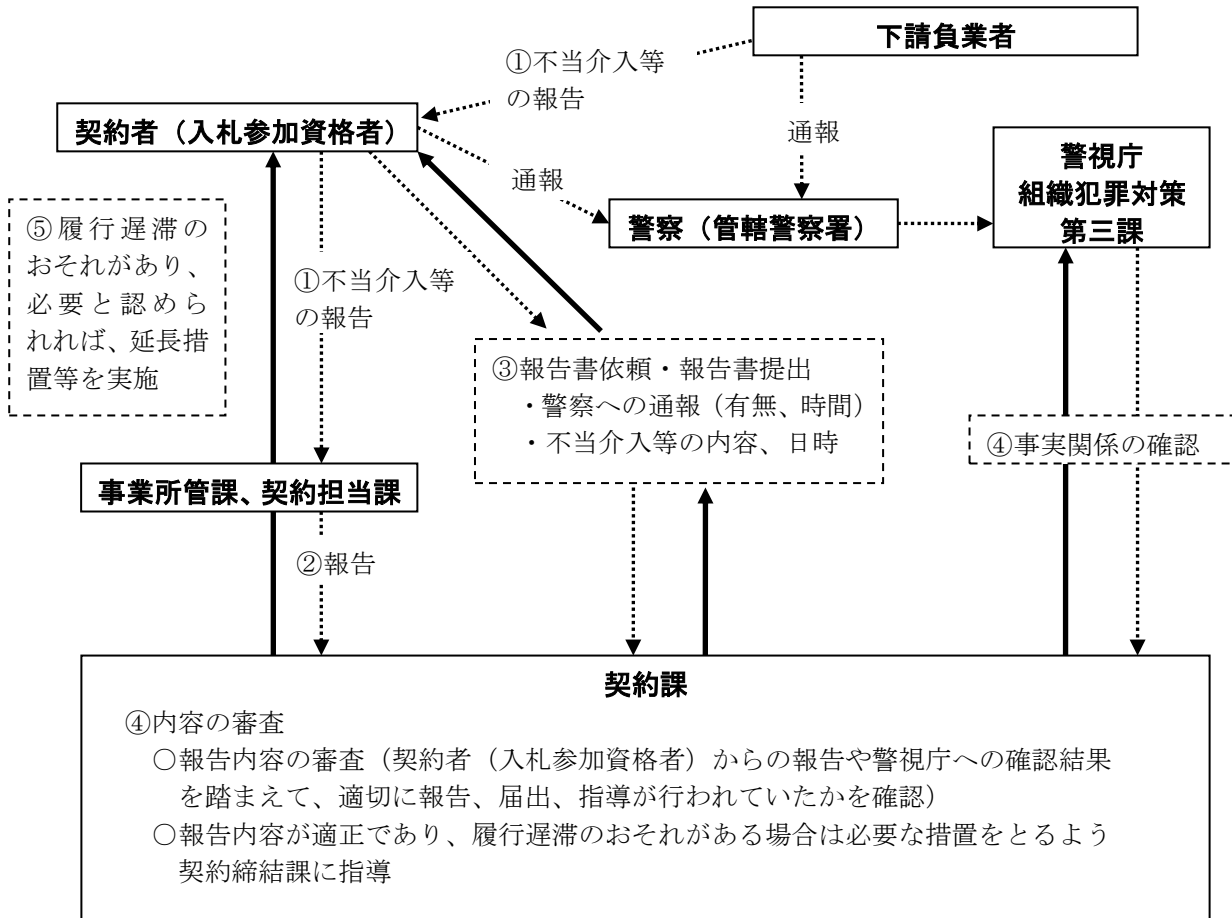 下請負業者
①不当介入等
の報告
契約者(入札参加資格者)
通報
通報
警視庁
組織犯罪対策
第三課
警察(管轄警察署)
⑤履行遅滞の
おそれがあり、
必要と認めら
れれば、延長措
置等を実施
①不当介入等
の報告
③報告書依頼・報告書提出
・警察への通報(有無、時間)
・不当介入等の内容、日時
④事実関係の確認
事業所管課、契約担当課
②報告
契約課
④内容の審査
○報告内容の審査(契約者(入札参加資格者)からの報告や警視庁への確認結果
を踏まえて、適切に報告、届出、指導が行われていたかを確認)
○報告内容が適正であり、履行遅滞のおそれがある場合は必要な措置をとるよう
契約締結課に指導